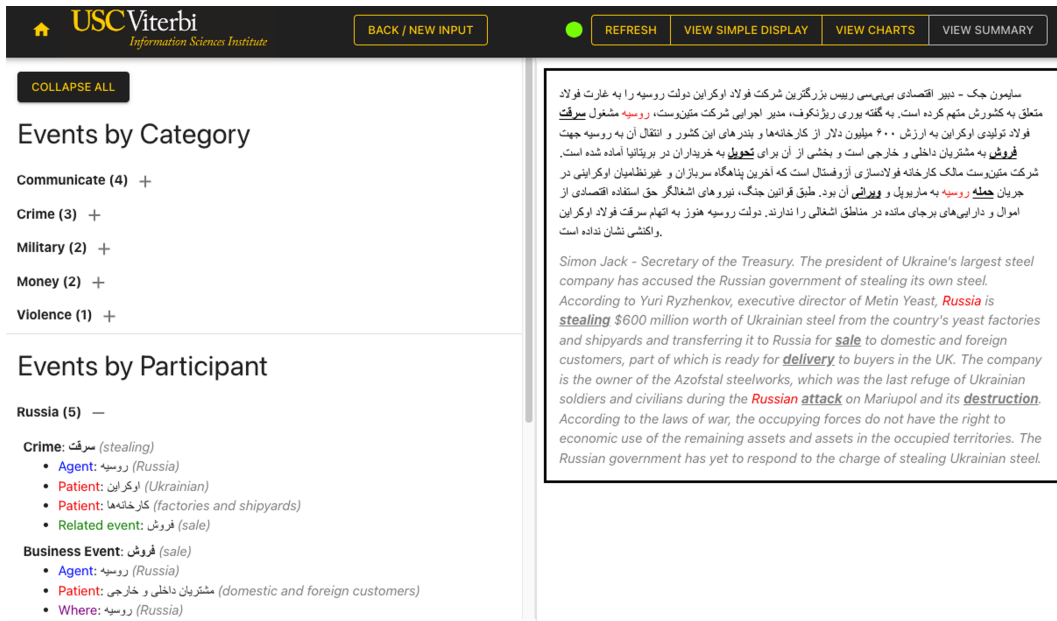 USC Viterbi
Information Sciences Institute
BACK / NEW INPUT
REFRESH
VIEW SIMPLE DISPLAY
VIEW CHARTS
VIEW SUMMARY
COLLAPSE ALL
Events by Category
Communicate (4) +
Crime (3) +
Military (2) +
Money (2) +
Violence (1) +
Events by Participant
Russia (5) −
Crime: سرقت (stealing)
• Agent: روسیه (Russia)
• Patient: اوکراین (Ukrainian)
• Patient: کارخانه‌ها (factories and shipyards)
• Related event: فروش (sale)
Business Event: فروش (sale)
• Agent: روسیه (Russia)
• Patient: مشتریان داخلی و خارجی (domestic and foreign customers)
• Where: روسیه (Russia)
سایمون جک - دبیر اقتصادی بی‌بی‌سی رییس بزرگترین شرکت فولاد اوکراین دولت روسیه را به غارت فولاد
متعلق به کشورش متهم کرده است. به گفته یوری ریژنکوف، مدیر اجرایی شرکت متین‌وست، روسیه مشغول سرقت
فولاد تولیدی اوکراین به ارزش ۶۰۰ میلیون دلار از کارخانه‌ها و بندرهای این کشور و انتقال آن به روسیه جهت
فروش به مشتریان داخلی و خارجی است و بخشی از آن برای تحویل به خریداران در بریتانیا آماده شده است.
شرکت متین‌وست مالک کارخانه فولادسازی آزوفستال است که آخرین پناهگاه سربازان و غیرنظامیان اوکراینی در
جریان حمله روسیه به ماریوپل و ویرانی آن بود. طبق قوانین جنگ، نیروهای اشغالگر حق استفاده اقتصادی از
اموال و دارایی‌های برجای مانده در مناطق اشغالی را ندارند. دولت روسیه هنوز به اتهام سرقت فولاد اوکراین
واکنشی نشان نداده است.
Simon Jack - Secretary of the Treasury. The president of Ukraine's largest steel
company has accused the Russian government of stealing its own steel.
According to Yuri Ryzhenkov, executive director of Metin Yeast, Russia is
stealing $600 million worth of Ukrainian steel from the country's yeast factories
and shipyards and transferring it to Russia for sale to domestic and foreign
customers, part of which is ready for delivery to buyers in the UK. The company
is the owner of the Azofstal steelworks, which was the last refuge of Ukrainian
soldiers and civilians during the Russian attack on Mariupol and its destruction.
According to the laws of war, the occupying forces do not have the right to
economic use of the remaining assets and assets in the occupied territories. The
Russian government has yet to respond to the charge of stealing Ukrainian steel.